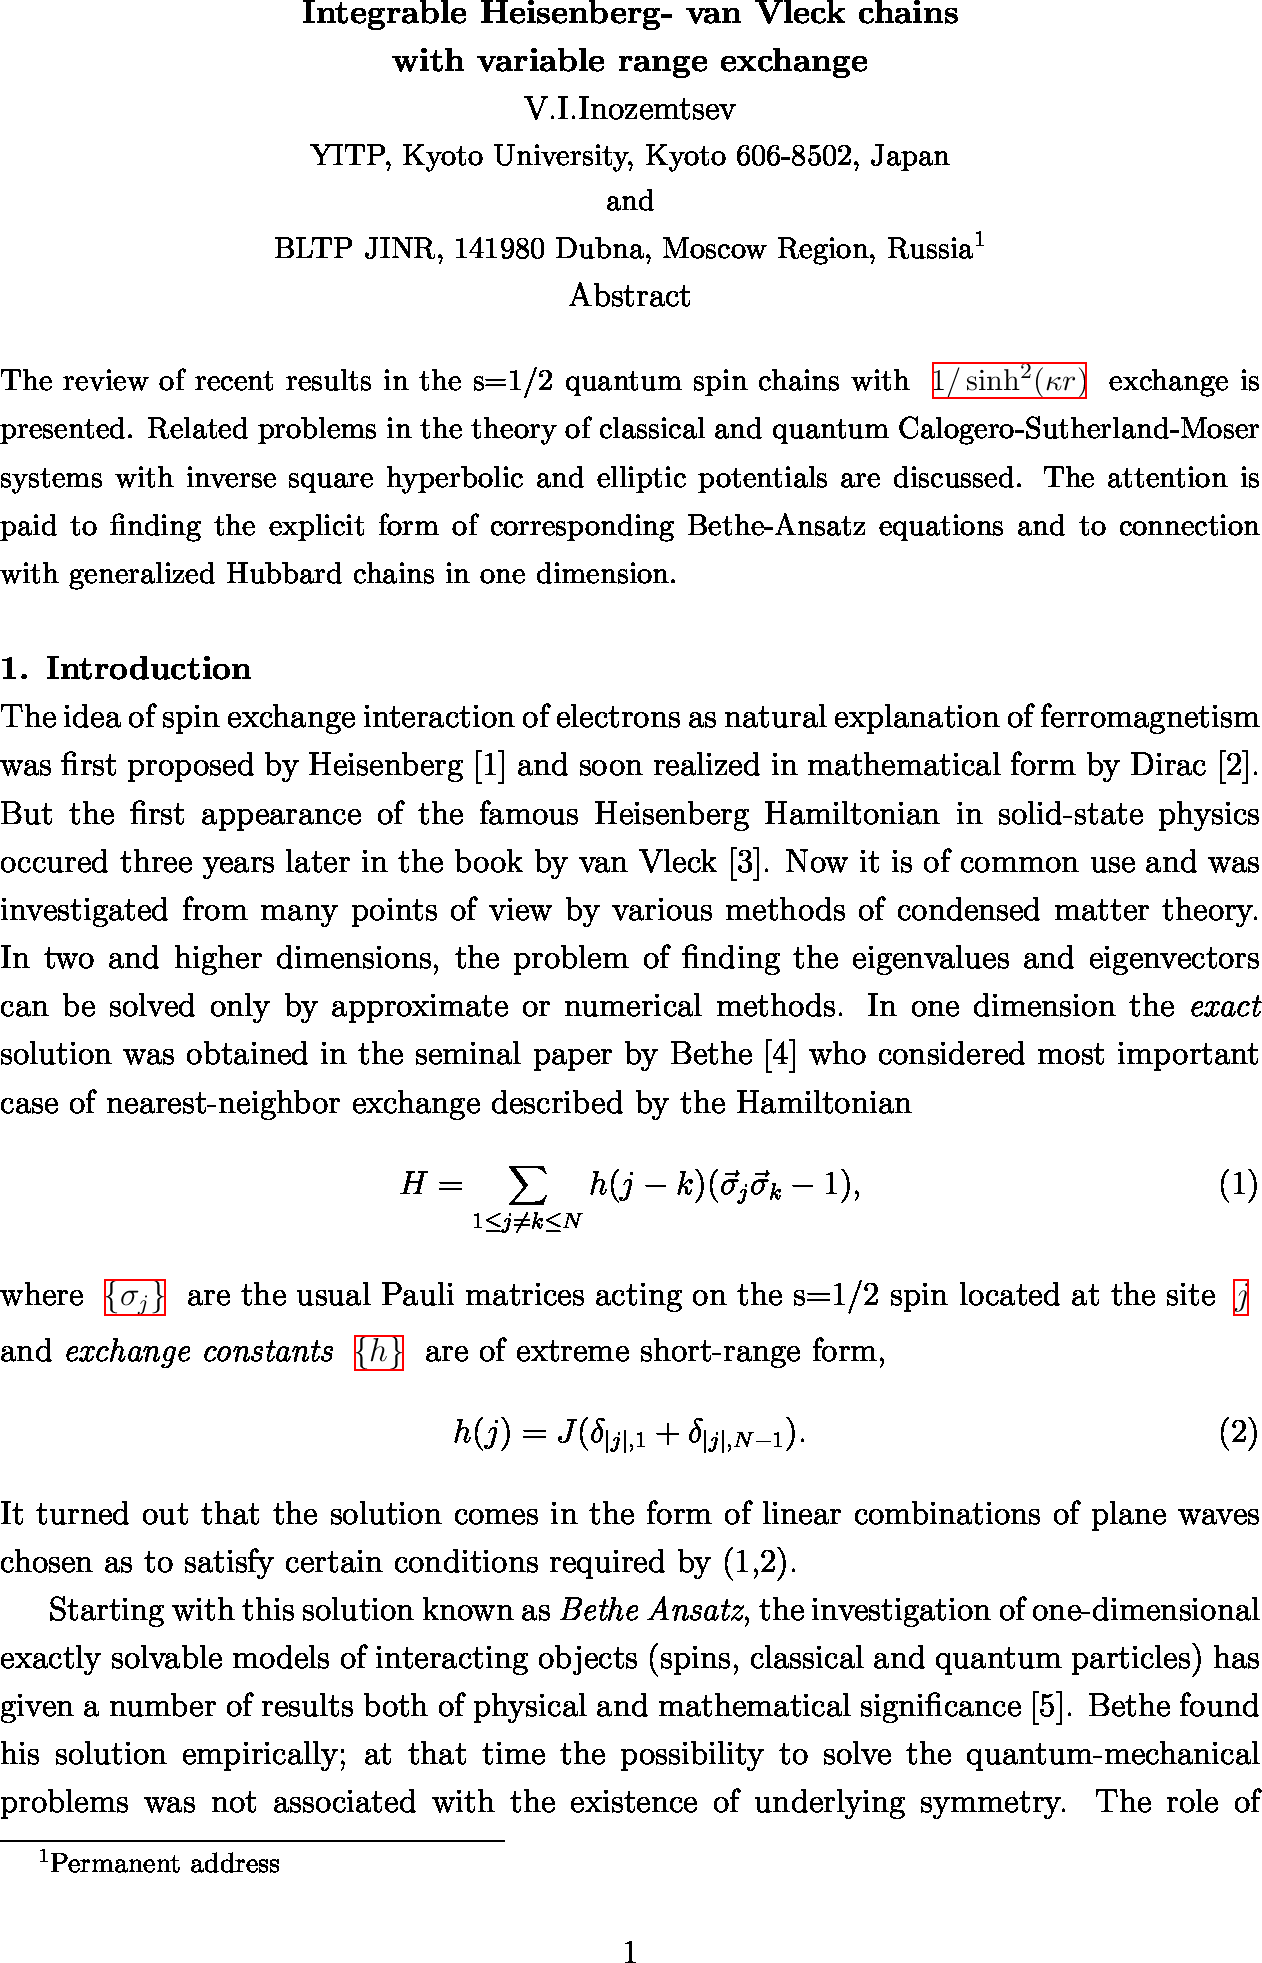 Integrable Heisenberg- van Vleck chains
with variable range exchange
V.I.Inozemtsev
YITP, Kyoto University, Kyoto 606-8502, Japan
and
BLTP JINR, 141980 Dubna, Moscow Region, Russia¹
Abstract
The review of recent results in the s=1/2 quantum spin chains with 1/ sinh²(κr) exchange is
presented. Related problems in the theory of classical and quantum Calogero-Sutherland-Moser
systems with inverse square hyperbolic and elliptic potentials are discussed. The attention is
paid to finding the explicit form of corresponding Bethe-Ansatz equations and to connection
with generalized Hubbard chains in one dimension.
1. Introduction
The idea of spin exchange interaction of electrons as natural explanation of ferromagnetism
was first proposed by Heisenberg [1] and soon realized in mathematical form by Dirac [2].
But the first appearance of the famous Heisenberg Hamiltonian in solid-state physics
occured three years later in the book by van Vleck [3]. Now it is of common use and was
investigated from many points of view by various methods of condensed matter theory.
In two and higher dimensions, the problem of finding the eigenvalues and eigenvectors
can be solved only by approximate or numerical methods. In one dimension the exact
solution was obtained in the seminal paper by Bethe [4] who considered most important
case of nearest-neighbor exchange described by the Hamiltonian
H = \sum_{1≤j≠k≤N} h(j − k)(\vec{σ}_j \vec{σ}_k − 1), (1)
where {σ_j} are the usual Pauli matrices acting on the s=1/2 spin located at the site j
and exchange constants {h} are of extreme short-range form,
h(j) = J(δ_{|j|,1} + δ_{|j|,N−1}). (2)
It turned out that the solution comes in the form of linear combinations of plane waves
chosen as to satisfy certain conditions required by (1,2).
Starting with this solution known as Bethe Ansatz, the investigation of one-dimensional
exactly solvable models of interacting objects (spins, classical and quantum particles) has
given a number of results both of physical and mathematical significance [5]. Bethe found
his solution empirically; at that time the possibility to solve the quantum-mechanical
problems was not associated with the existence of underlying symmetry. The role of
¹Permanent address
1